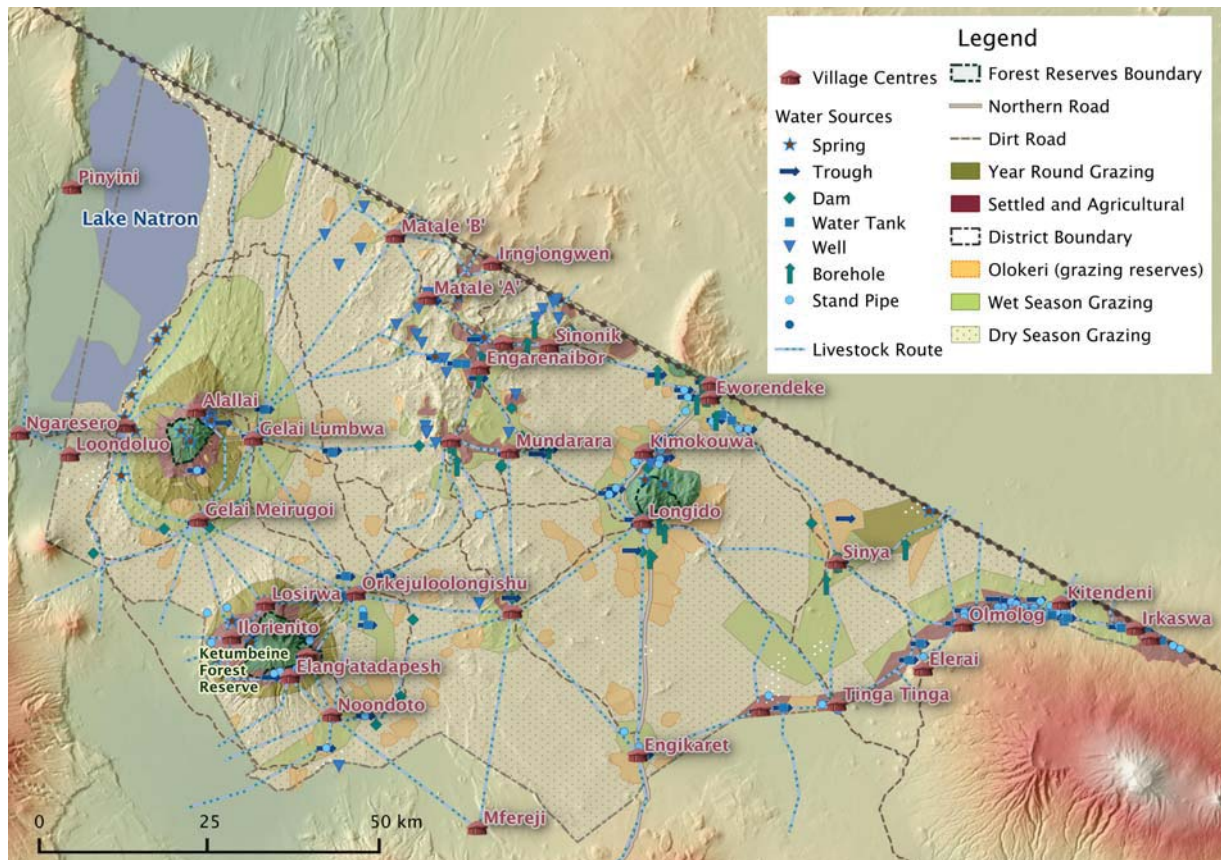 Legend
Village Centres
Water Sources
Spring
Trough
Dam
Water Tank
Well
Borehole
Stand Pipe
Livestock Route
Forest Reserves Boundary
Northern Road
Dirt Road
Year Round Grazing
Settled and Agricultural
District Boundary
Olokeri (grazing reserves)
Wet Season Grazing
Dry Season Grazing
Pinyini
Lake Natron
Matale 'B'
Irng'ongwen
Matale 'A'
Sinonik
Engarenaibor
Eworendeke
Alallai
Ngaresero
Loondoluo
Gelai Lumbwa
Mundarara
Kimokouwa
Gelai Meirugoi
Longido
Sinya
Orkejuloolongishu
Losirwa
Kitendeni
Irkaswa
Ilorienito
Olmolog
Ketumbeine
Forest
Reserve
Elang'atadapesh
Elerai
Noondoto
Tinga Tinga
Engikaret
Mfereji
0 25 50 km